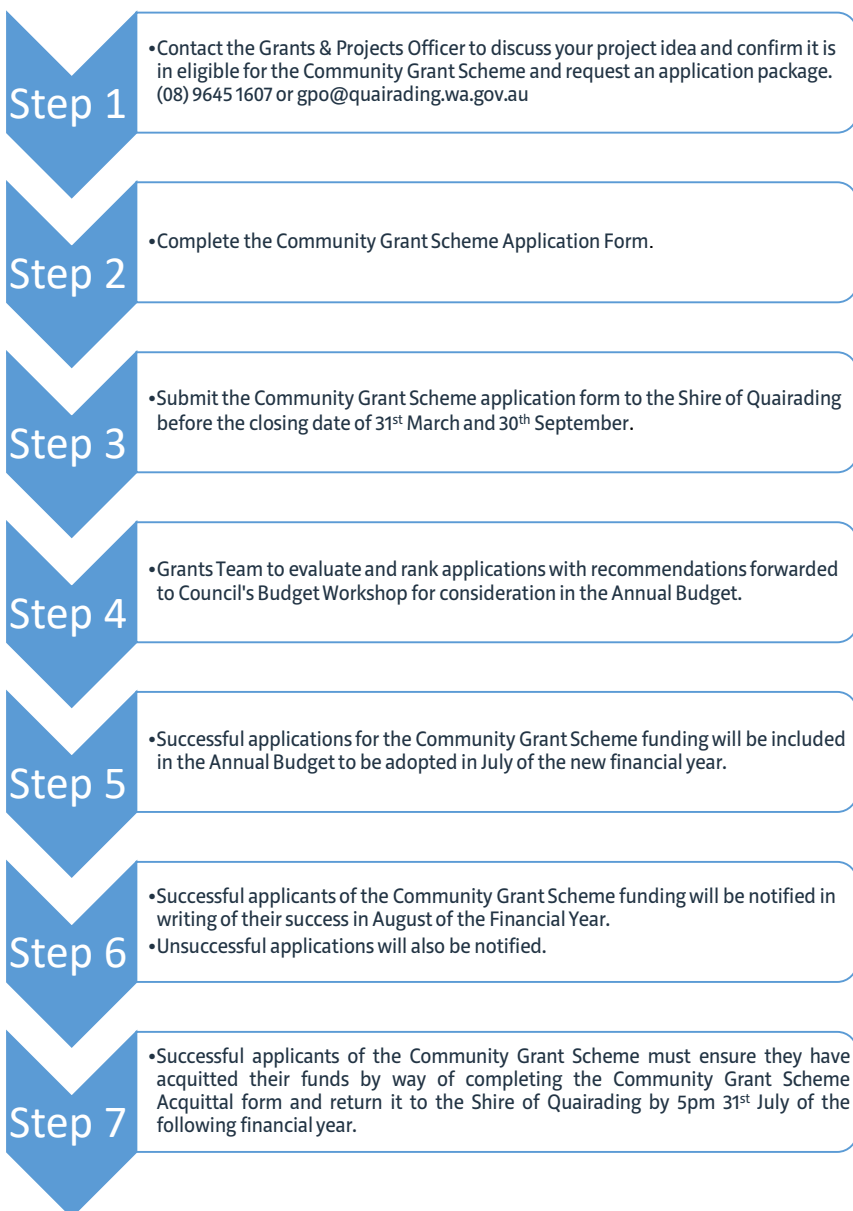 Step 1
•Contact the Grants & Projects Officer to discuss your project idea and confirm it is
in eligible for the Community Grant Scheme and request an application package.
(08) 9645 1607 or gpo@quairading.wa.gov.au
Step 2
•Complete the Community Grant Scheme Application Form.
Step 3
•Submit the Community Grant Scheme application form to the Shire of Quairading
before the closing date of 31st March and 30th September.
Step 4
•Grants Team to evaluate and rank applications with recommendations forwarded
to Council's Budget Workshop for consideration in the Annual Budget.
Step 5
•Successful applications for the Community Grant Scheme funding will be included
in the Annual Budget to be adopted in July of the new financial year.
Step 6
•Successful applicants of the Community Grant Scheme funding will be notified in
writing of their success in August of the Financial Year.
•Unsuccessful applications will also be notified.
Step 7
•Successful applicants of the Community Grant Scheme must ensure they have
acquitted their funds by way of completing the Community Grant Scheme
Acquittal form and return it to the Shire of Quairading by 5pm 31st July of the
following financial year.